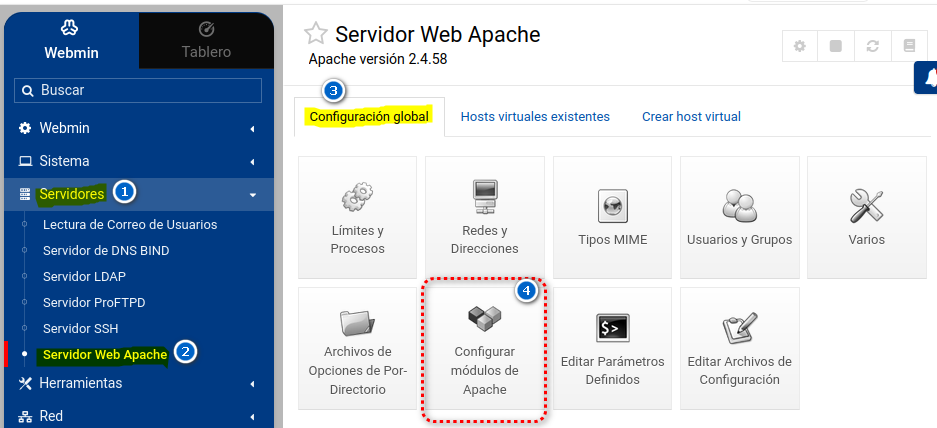 Webmin
Tablero
Buscar
Webmin
Sistema
Servidores
1
Lectura de Correo de Usuarios
Servidor de DNS BIND
Servidor LDAP
Servidor ProFTPD
Servidor SSH
Servidor Web Apache
2
Herramientas
Red
Servidor Web Apache
Apache versión 2.4.58
3
Configuración global
Hosts virtuales existentes
Crear host virtual
Límites y
Procesos
Redes y
Direcciones
Tipos MIME
Usuarios y Grupos
Varios
Archivos de
Opciones de Por-
Directorio
4
Configurar
módulos de
Apache
$>
Editar Parámetros
Definidos
Editar Archivos de
Configuración